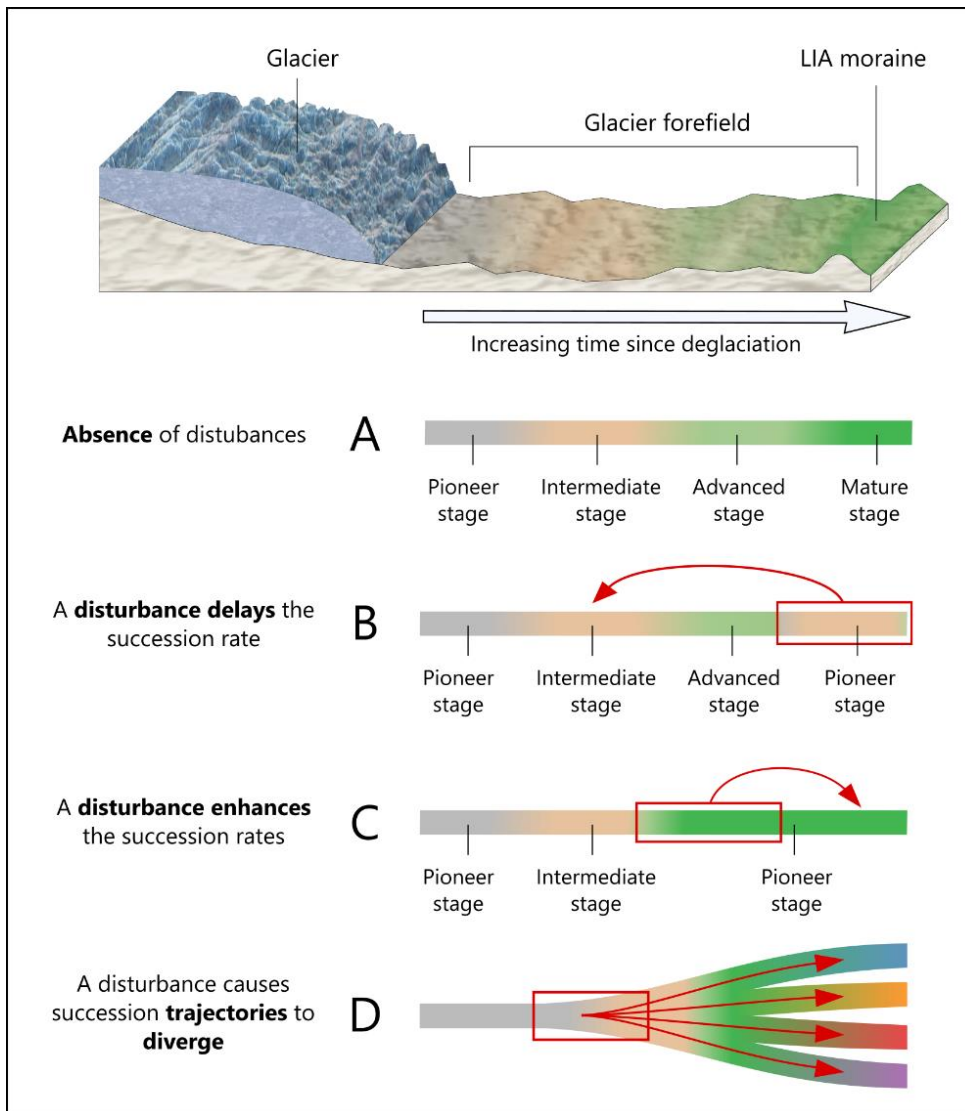 Glacier
LIA moraine
Glacier forefield
Increasing time since deglaciation
Absence of distubances
A
Pioneer
stage
Intermediate
stage
Advanced
stage
Mature
stage
A disturbance delays the
succession rate
B
Pioneer
stage
Intermediate
stage
Advanced
stage
Pioneer
stage
A disturbance enhances
the succession rates
C
Pioneer
stage
Intermediate
stage
Pioneer
stage
A disturbance causes
succession trajectories to
diverge
D